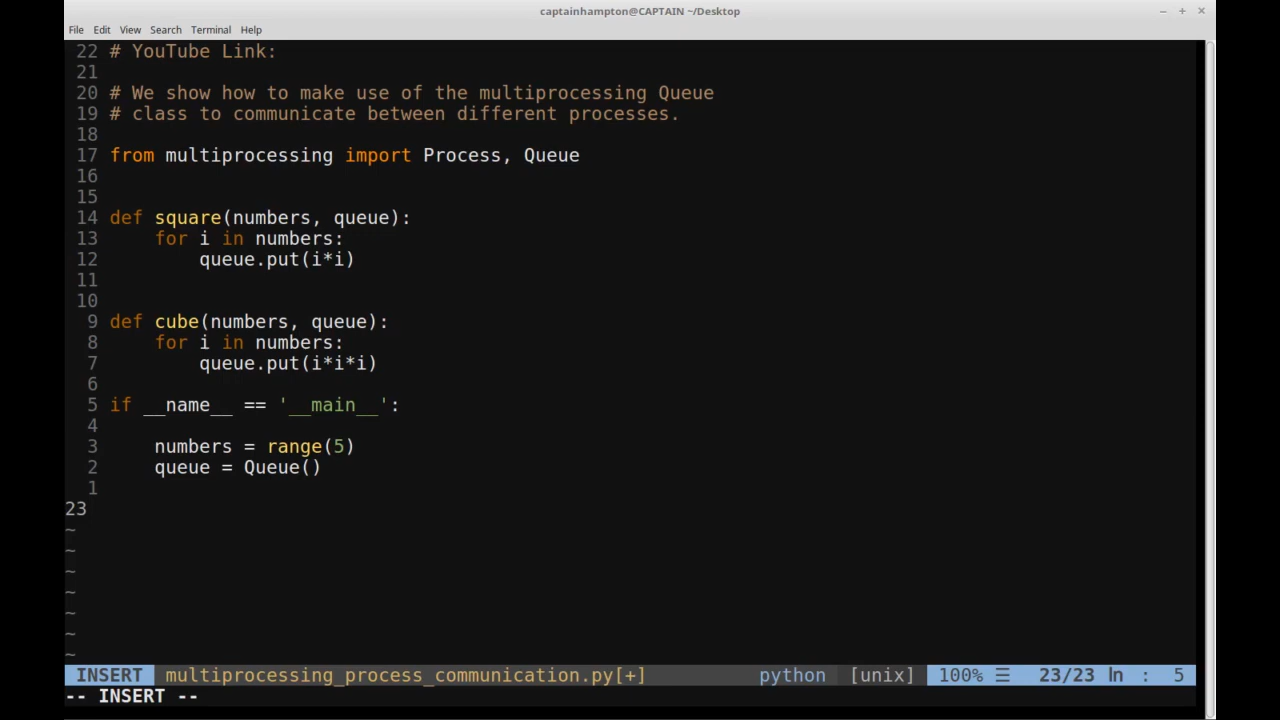 captainhampton@CAPTAIN ~/Desktop
File Edit View Search Terminal Help
22 # YouTube Link:
21
20 # We show how to make use of the multiprocessing Queue
19 # class to communicate between different processes.
18
17 from multiprocessing import Process, Queue
16
15
14 def square(numbers, queue):
13     for i in numbers:
12         queue.put(i*i)
11
10
9 def cube(numbers, queue):
8     for i in numbers:
7         queue.put(i*i*i)
6
5 if __name__ == '__main__':
4
3     numbers = range(5)
2     queue = Queue()
1
23
~
~
~
~
~
~
~
INSERT multiprocessing_process_communication.py[+] python [unix] 100% ☰ 23/23 ln : 5
-- INSERT --